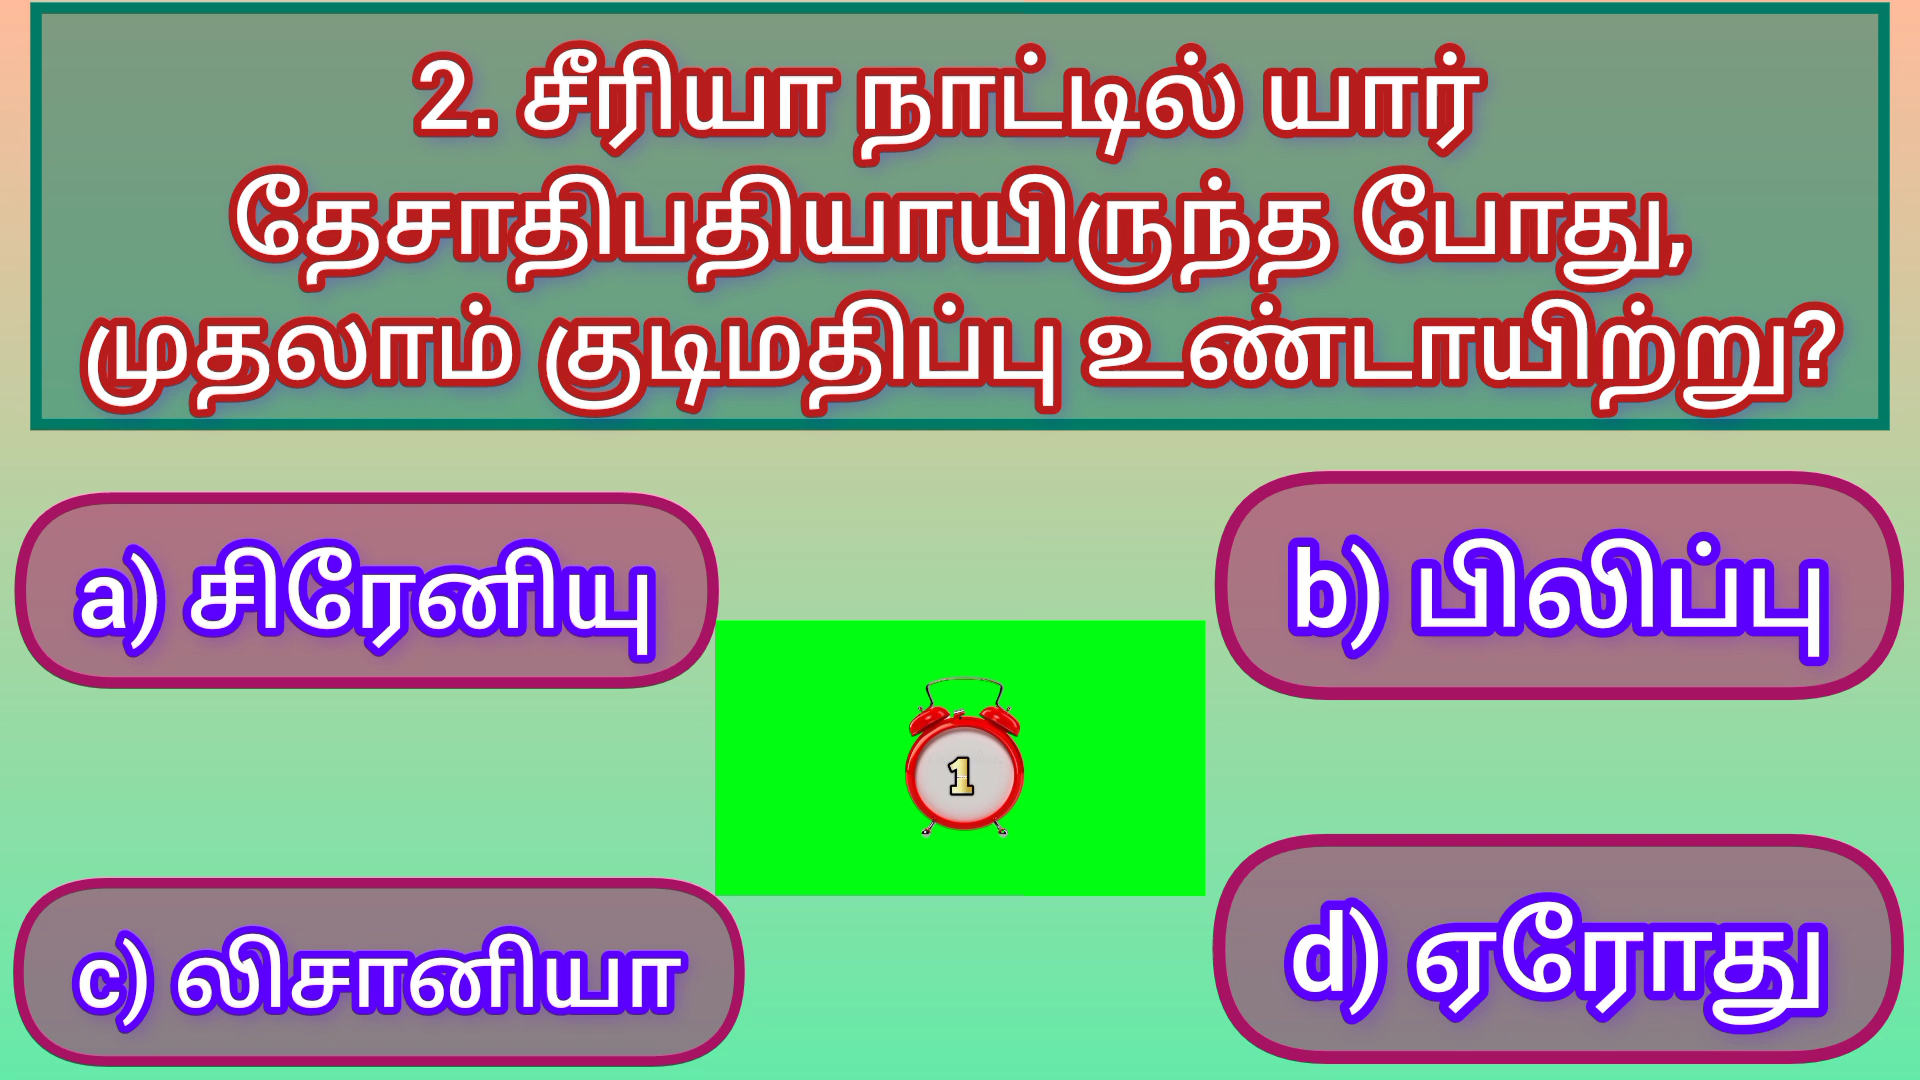 2. சீரியா நாட்டில் யார்
தேசாதிபதியாயிருந்த போது,
முதலாம் குடிமதிப்பு உண்டாயிற்று?
a) சிரேனியு
b) பிலிப்பு
1
c) லிசானியா
d) ஏரோது